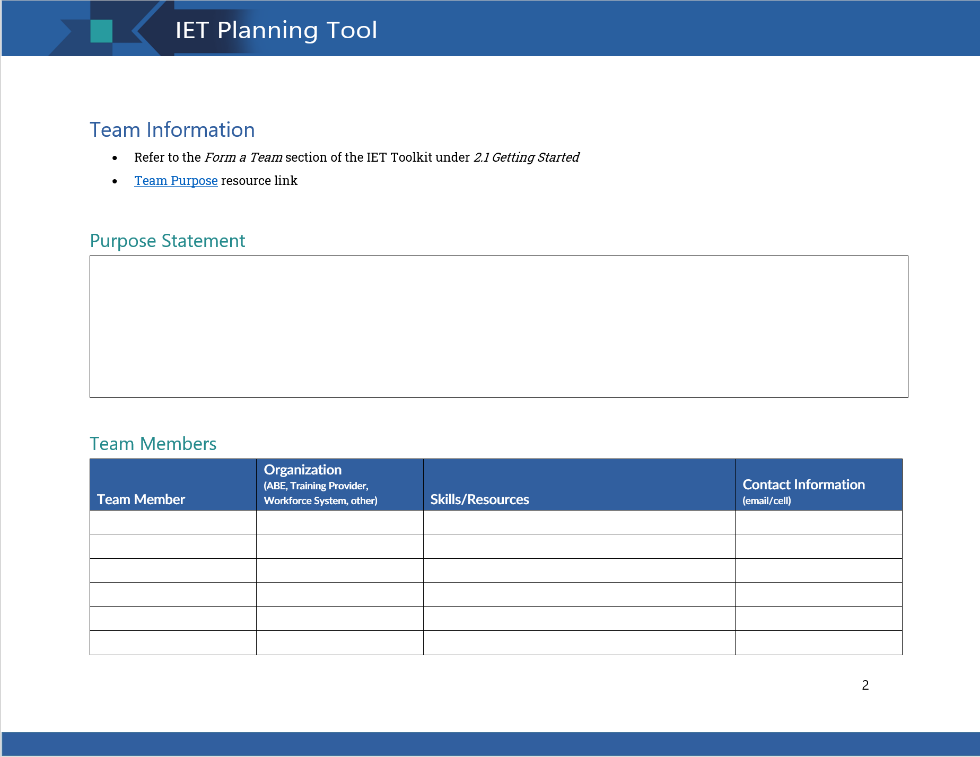 IET Planning Tool
Team Information
• Refer to the Form a Team section of the IET Toolkit under 2.1 Getting Started
• Team Purpose resource link
Purpose Statement
Team Members
Team Member
Organization
(ABE, Training Provider,
Workforce System, other)
Skills/Resources
Contact Information
(email/cell)
2